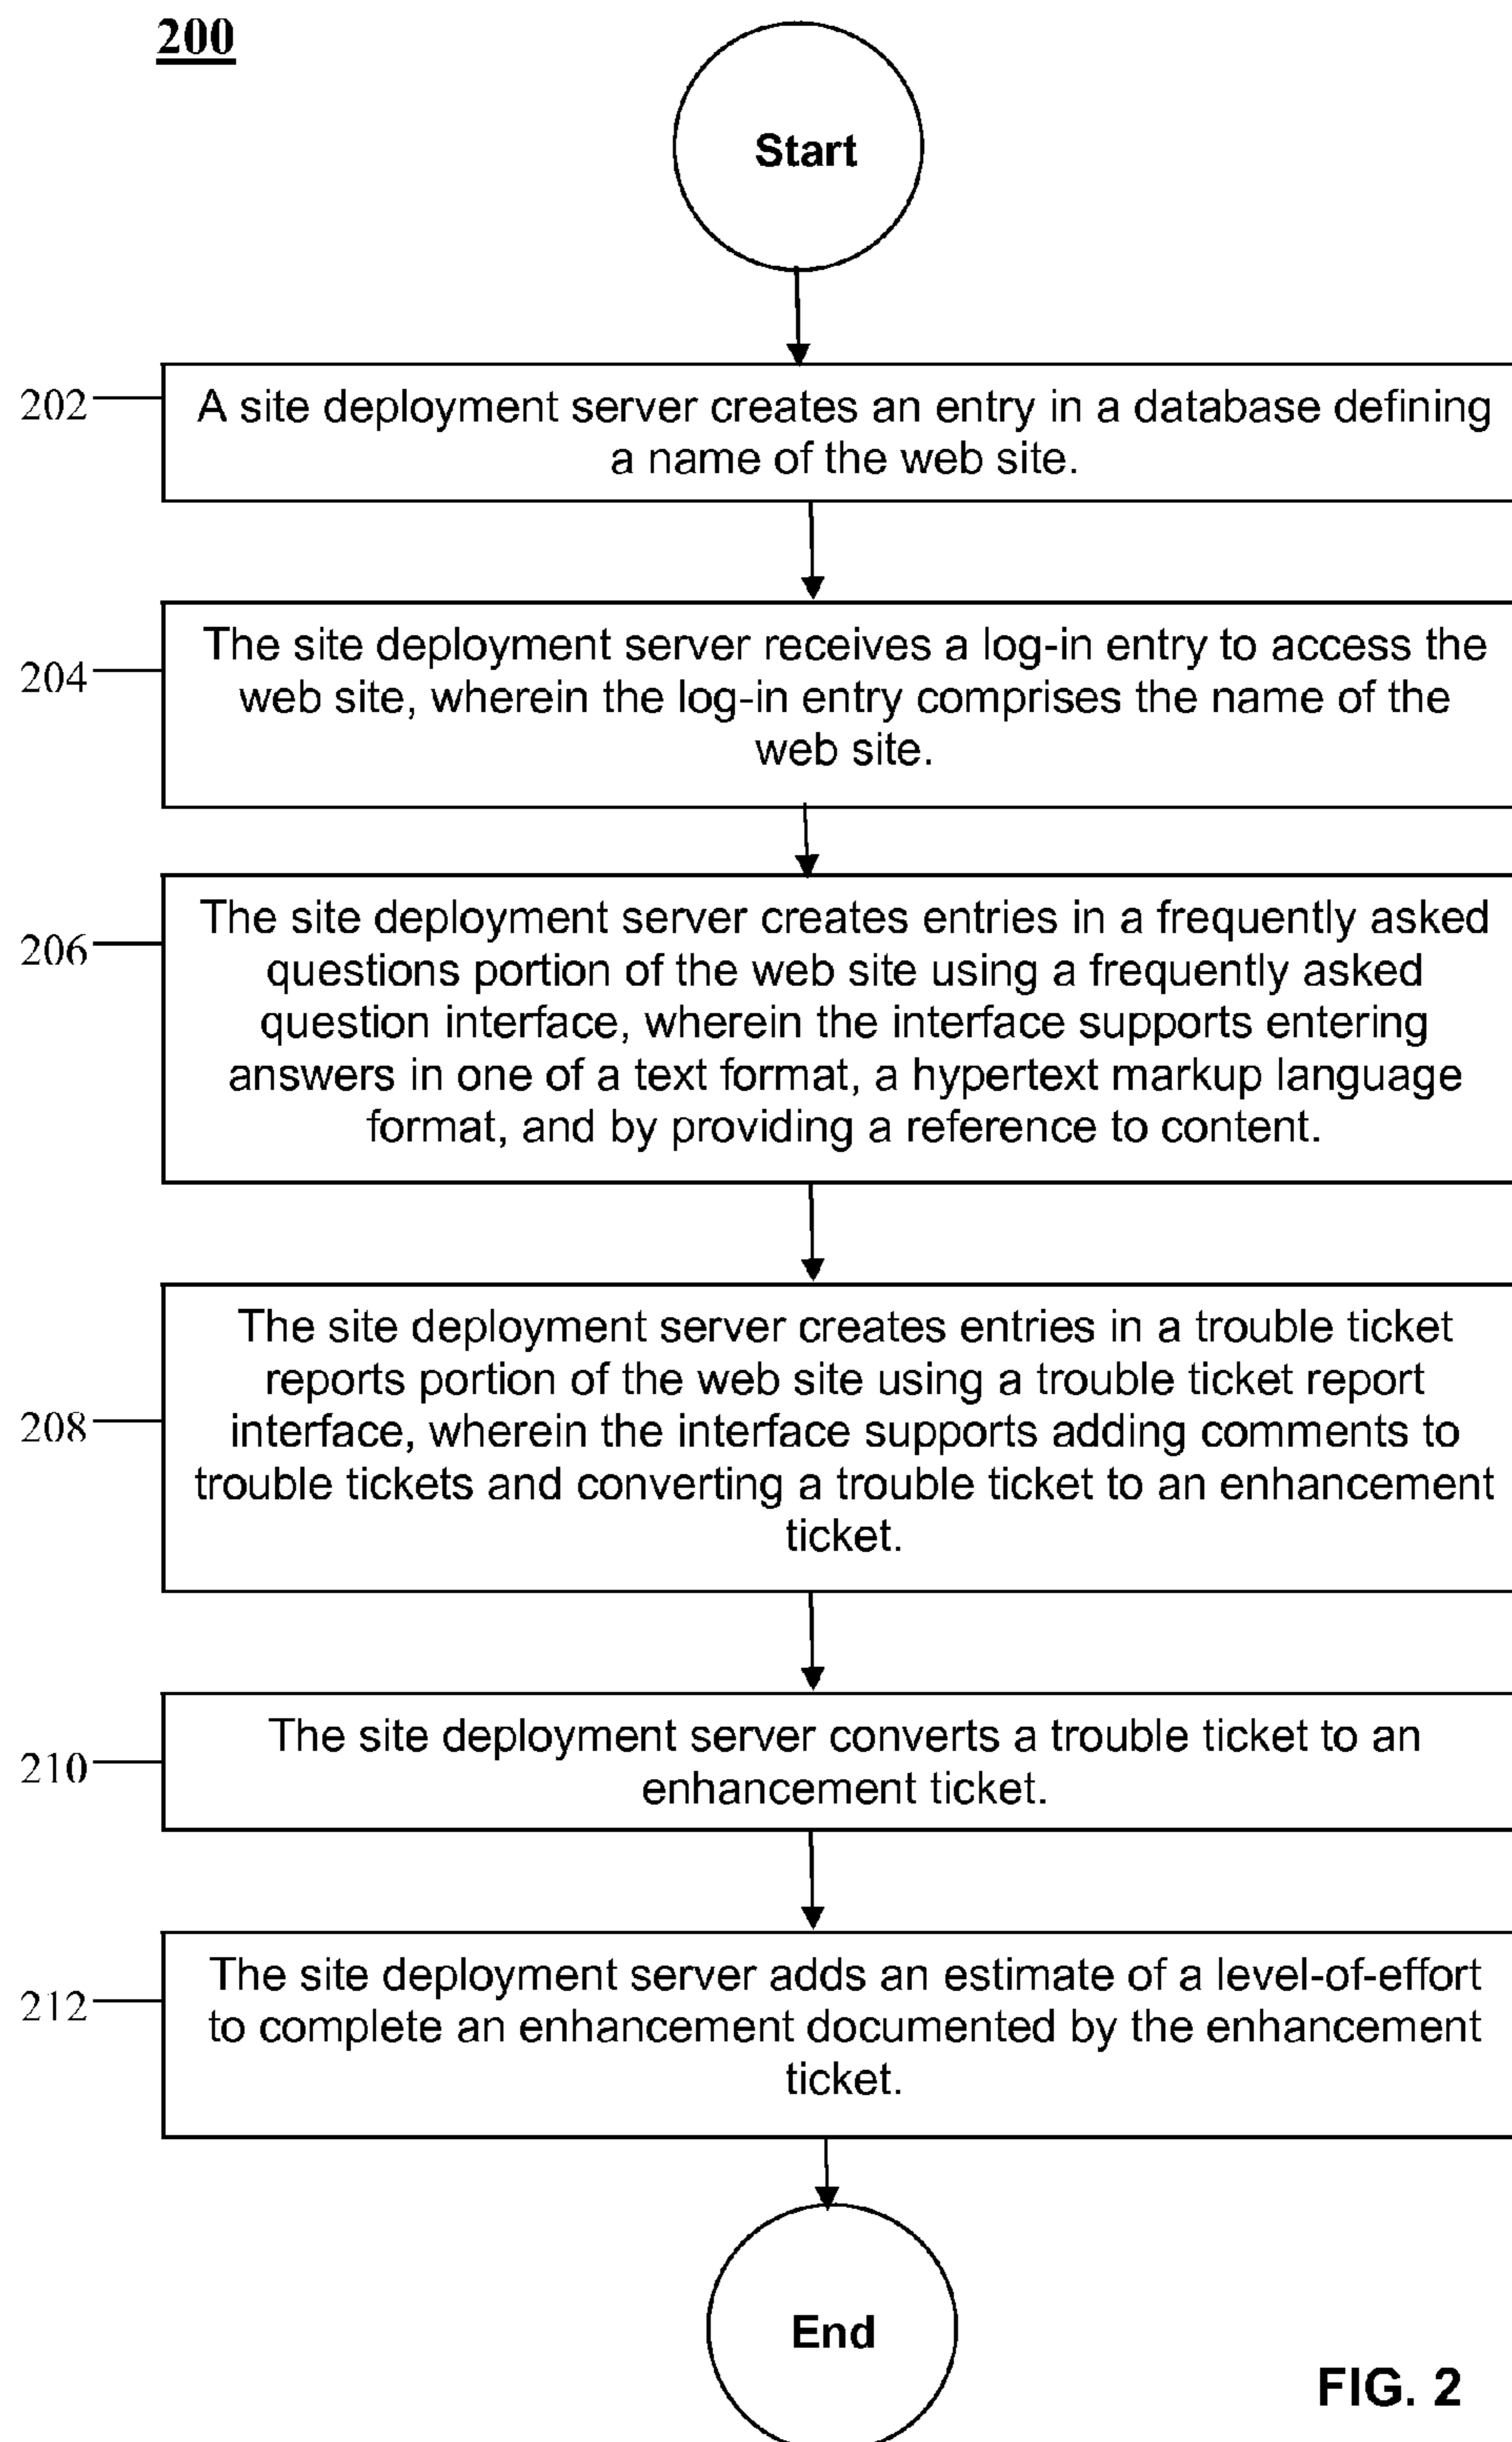 200
Start
202
A site deployment server creates an entry in a database defining
a name of the web site.
204
The site deployment server receives a log-in entry to access the
web site, wherein the log-in entry comprises the name of the
web site.
206
The site deployment server creates entries in a frequently asked
questions portion of the web site using a frequently asked
question interface, wherein the interface supports entering
answers in one of a text format, a hypertext markup language
format, and by providing a reference to content.
208
The site deployment server creates entries in a trouble ticket
reports portion of the web site using a trouble ticket report
interface, wherein the interface supports adding comments to
trouble tickets and converting a trouble ticket to an enhancement
ticket.
210
The site deployment server converts a trouble ticket to an
enhancement ticket.
212
The site deployment server adds an estimate of a level-of-effort
to complete an enhancement documented by the enhancement
ticket.
End
FIG. 2